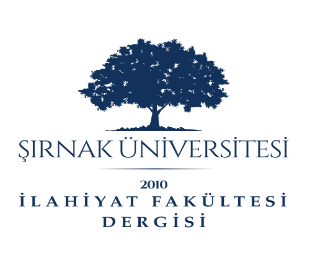 ŞIRNAK ÜNİVERSİTESİ
2010
İLAHİYAT FAKÜLTESİ
DERGİSİ